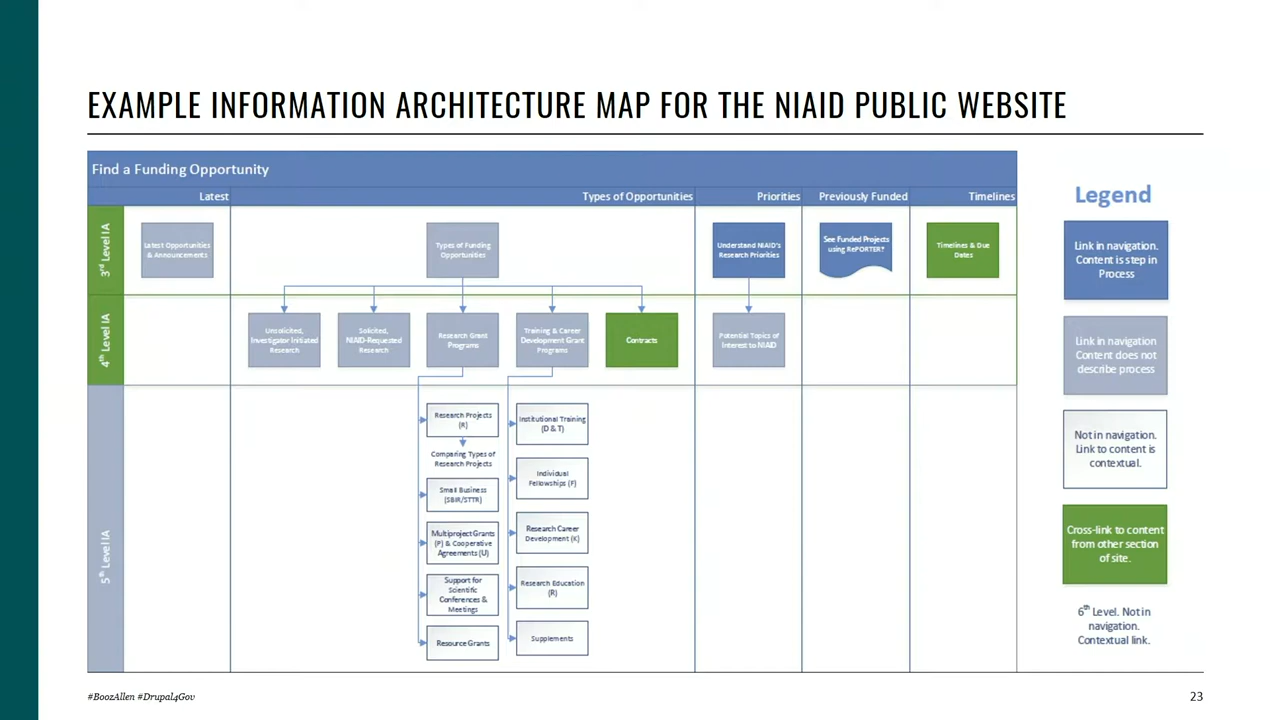 EXAMPLE INFORMATION ARCHITECTURE MAP FOR THE NIAID PUBLIC WEBSITE
Find a Funding Opportunity
Latest
Types of Opportunities
Priorities
Previously Funded
Timelines
3rd Level IA
Latest Opportunities
& Announcements
Types of Funding
Opportunities
Understand NIAID's
Research Priorities
See Funded Projects
using RePORTER?
Timelines & Due
Dates
4th Level IA
Unsolicited,
Investigator Initiated
Research
Solicited,
NIAID-Requested
Research
Research Grant
Programs
Training & Career
Development Grant
Programs
Contracts
Potential Topics of
Interest to NIAID
5th Level IA
Research Projects
(R)
Comparing Types of
Research Projects
Small Business
(SBIR/STTR)
Multiproject Grants
(P) & Cooperative
Agreements (U)
Support for
Scientific
Conferences &
Meetings
Resource Grants
Institutional Training
(D & T)
Individual
Fellowships (F)
Research Career
Development (K)
Research Education
(R)
Supplements
Legend
Link in navigation.
Content is step in
Process
Link in navigation
Content does not
describe process
Not in navigation.
Link to content is
contextual.
Cross-link to content
from other section
of site.
6th Level. Not in
navigation.
Contextual link.
#BoozAllen #Drupal4Gov
23